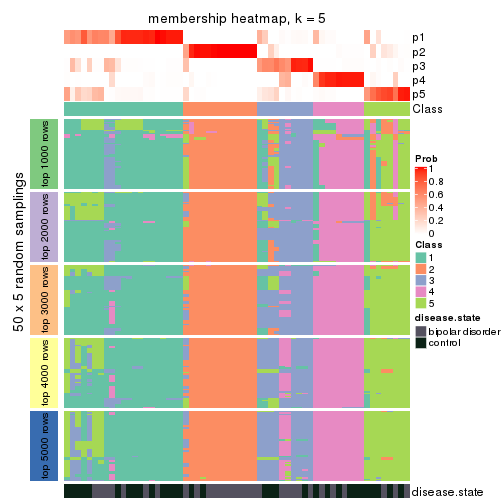 membership heatmap, k = 5
p1
p2
p3
p4
p5
Class
50 x 5 random samplings
top 1000 rows
top 2000 rows
top 3000 rows
top 4000 rows
top 5000 rows
Prob
1
0.8
0.6
0.4
0.2
0
Class
1
2
3
4
5
disease.state
bipolar disorder
control
disease.state